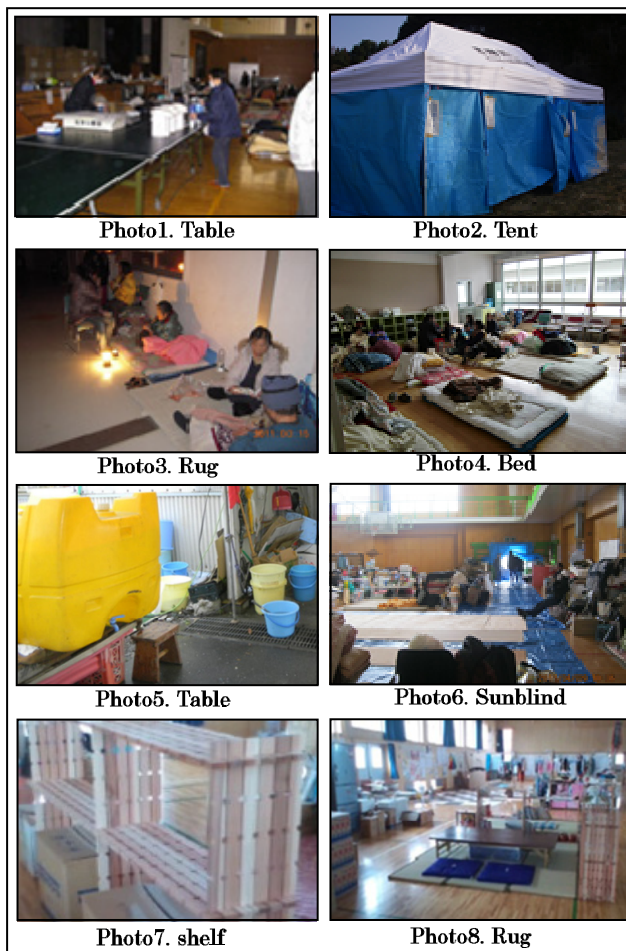 Photo1. Table
Photo2. Tent
Photo3. Rug
Photo4. Bed
Photo5. Table
Photo6. Sunblind
Photo7. shelf
Photo8. Rug